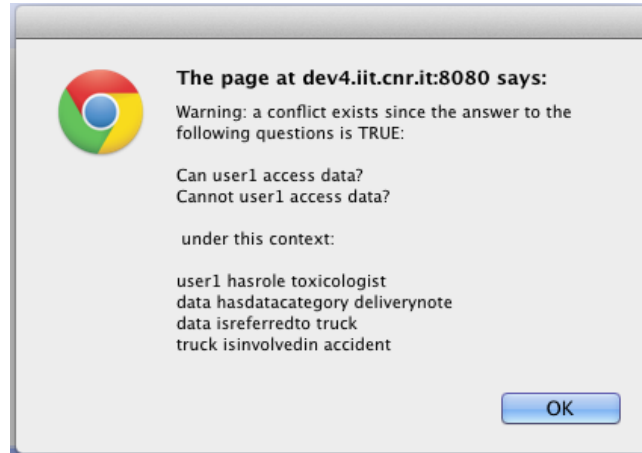 The page at dev4.iit.cnr.it:8080 says:
Warning: a conflict exists since the answer to the
following questions is TRUE:
Can user1 access data?
Cannot user1 access data?
under this context:
user1 hasrole toxicologist
data hasdatacategory deliverynote
data isreferredto truck
truck isinvolvedin accident
OK